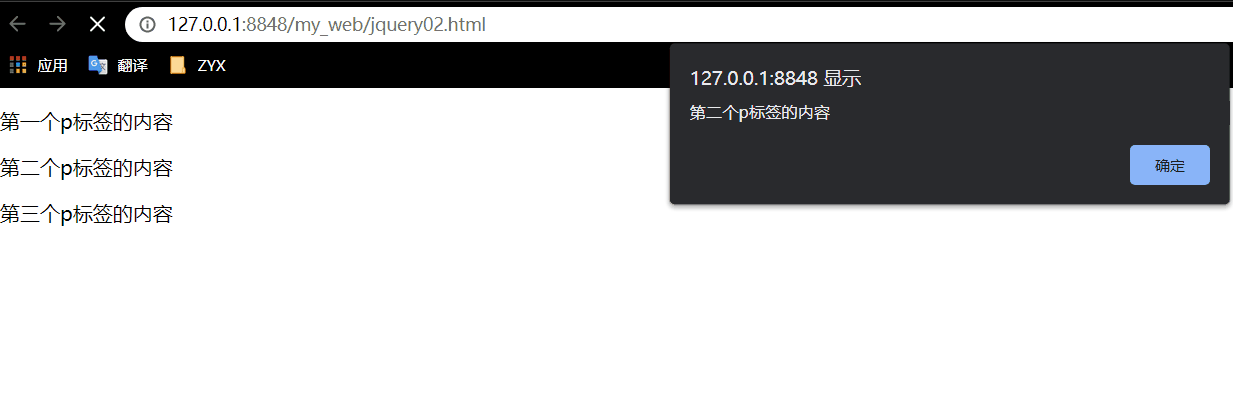 127.0.0.1:8848/my_web/jquery02.html
应用 翻译 ZYX
127.0.0.1:8848 显示
第二个p标签的内容
确定
第一个p标签的内容
第二个p标签的内容
第三个p标签的内容